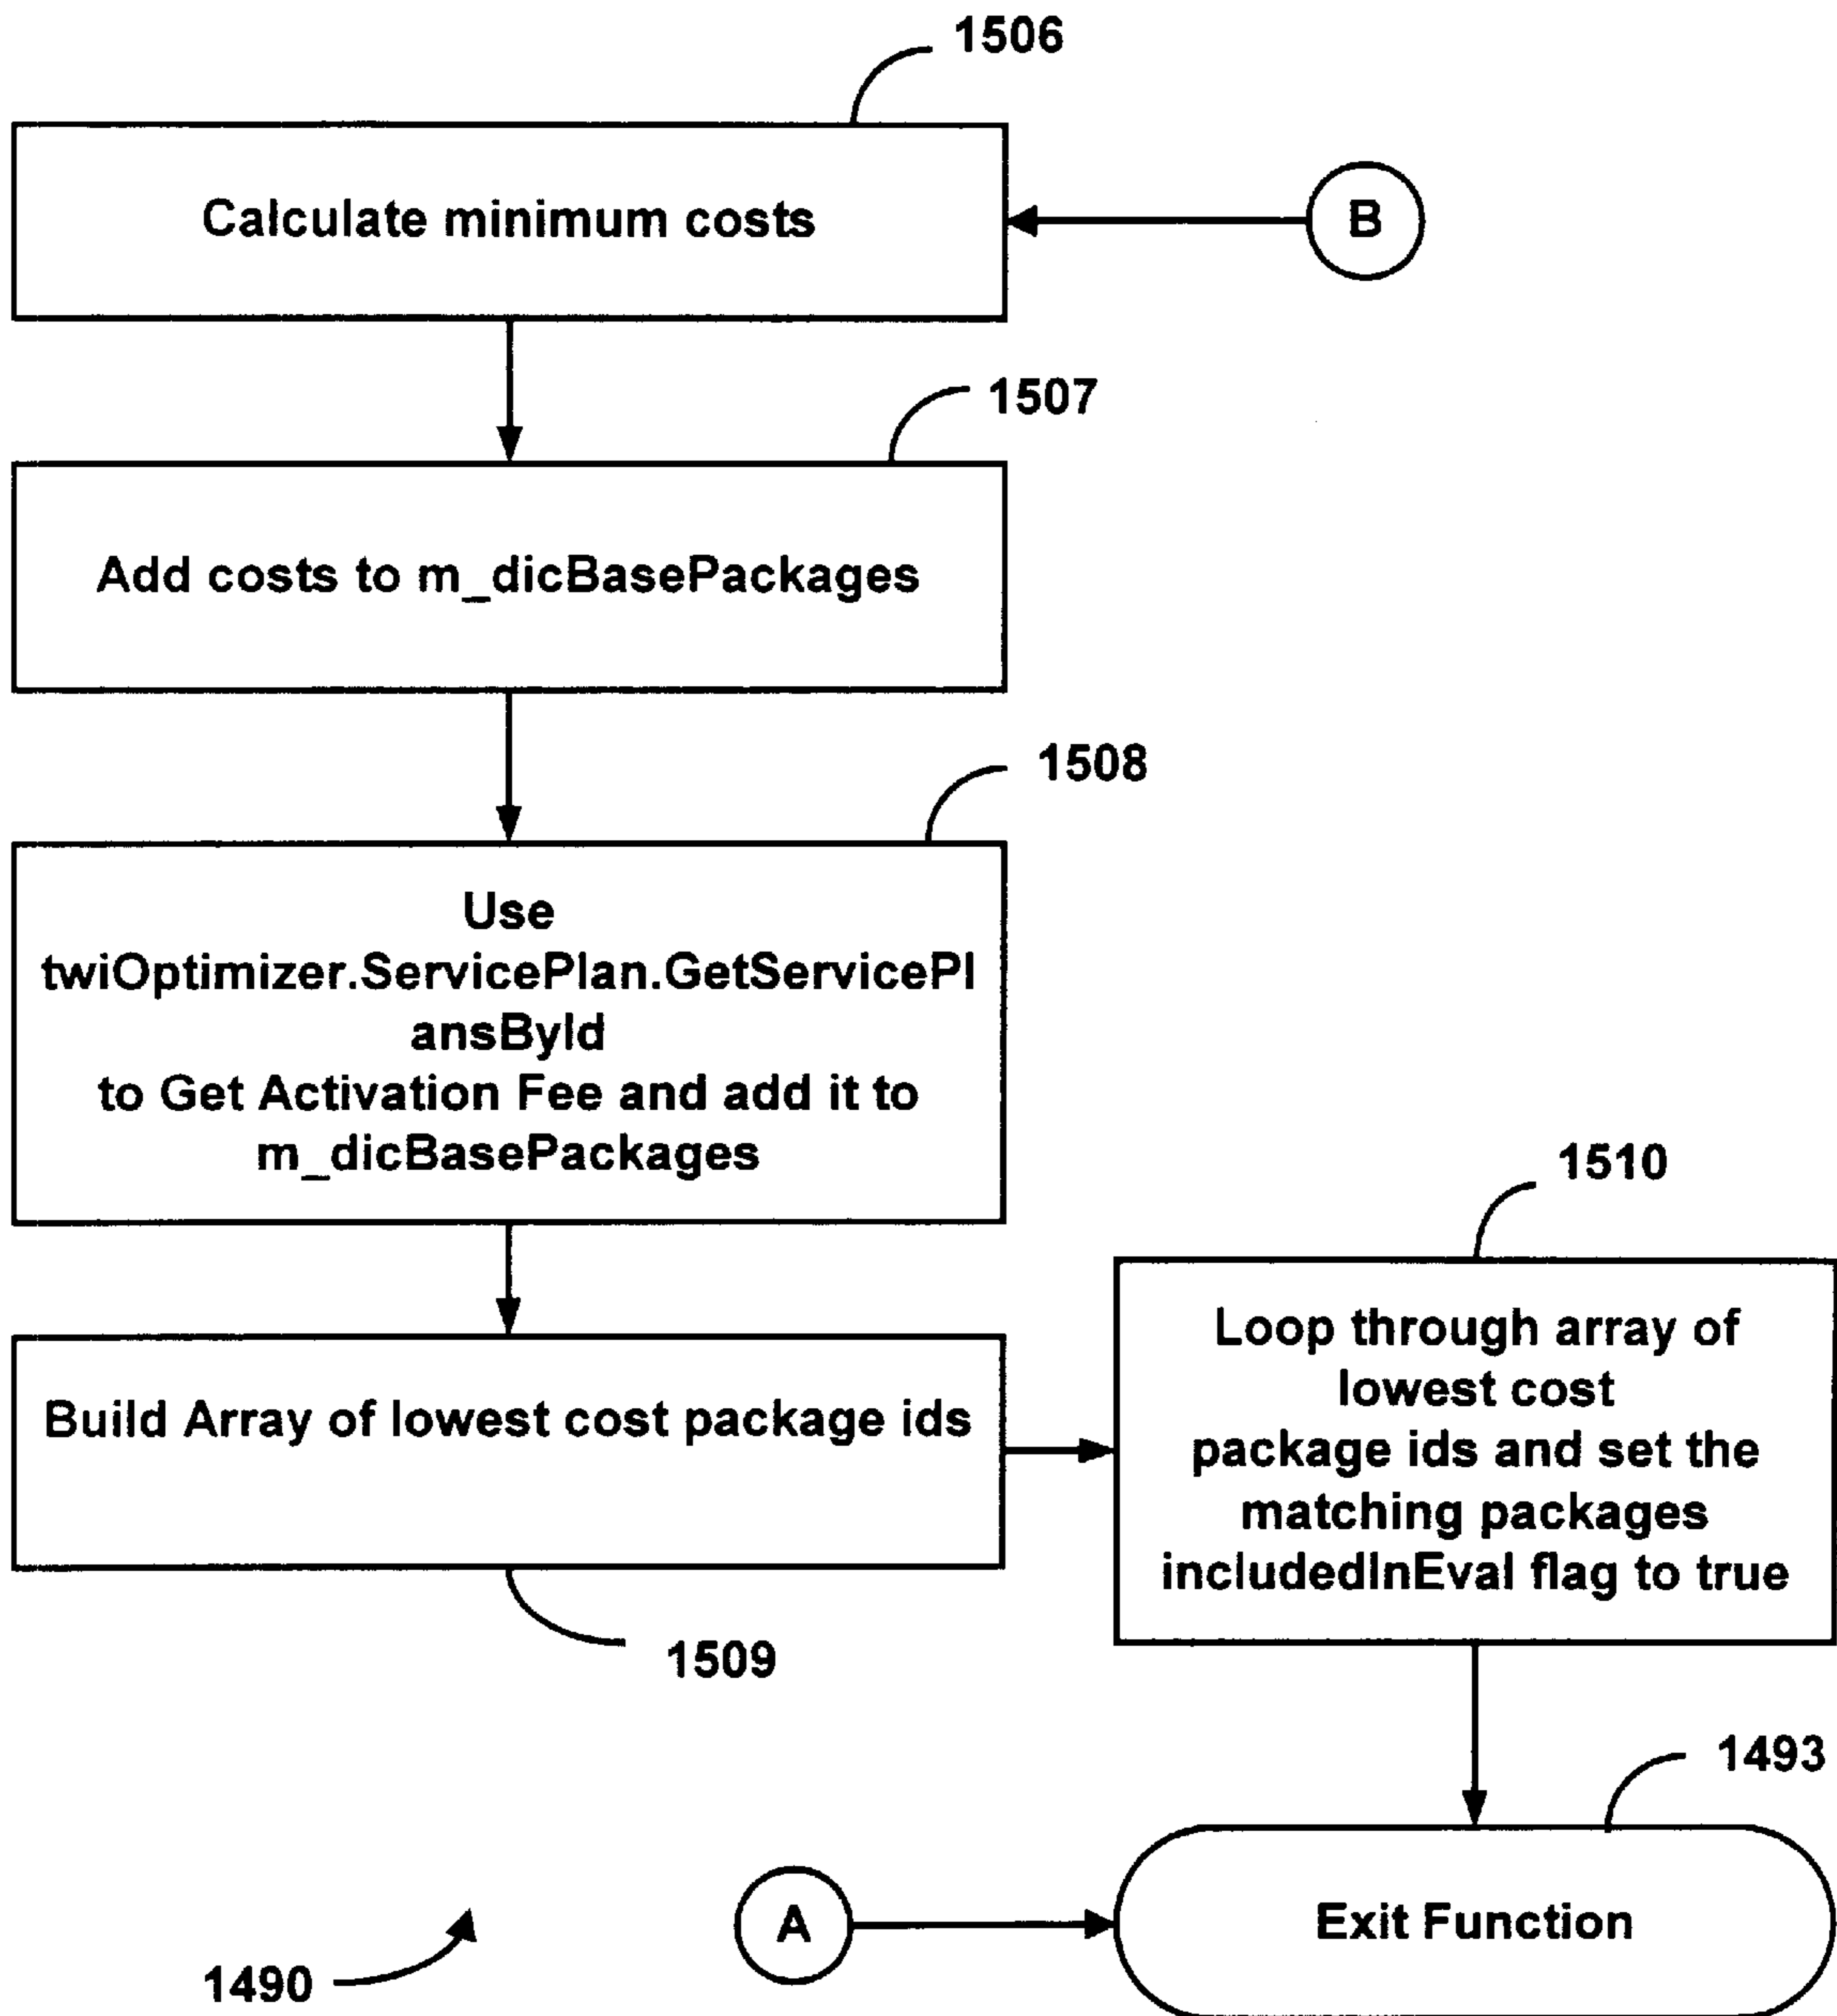 1506
Calculate minimum costs
B
1507
Add costs to m_dicBasePackages
1508
Use
twiOptimizer.ServicePlan.GetServicePl
ansById
to Get Activation Fee and add it to
m_dicBasePackages
1510
Build Array of lowest cost package ids
1509
Loop through array of
lowest cost
package ids and set the
matching packages
includedInEval flag to true
1493
A
Exit Function
1490